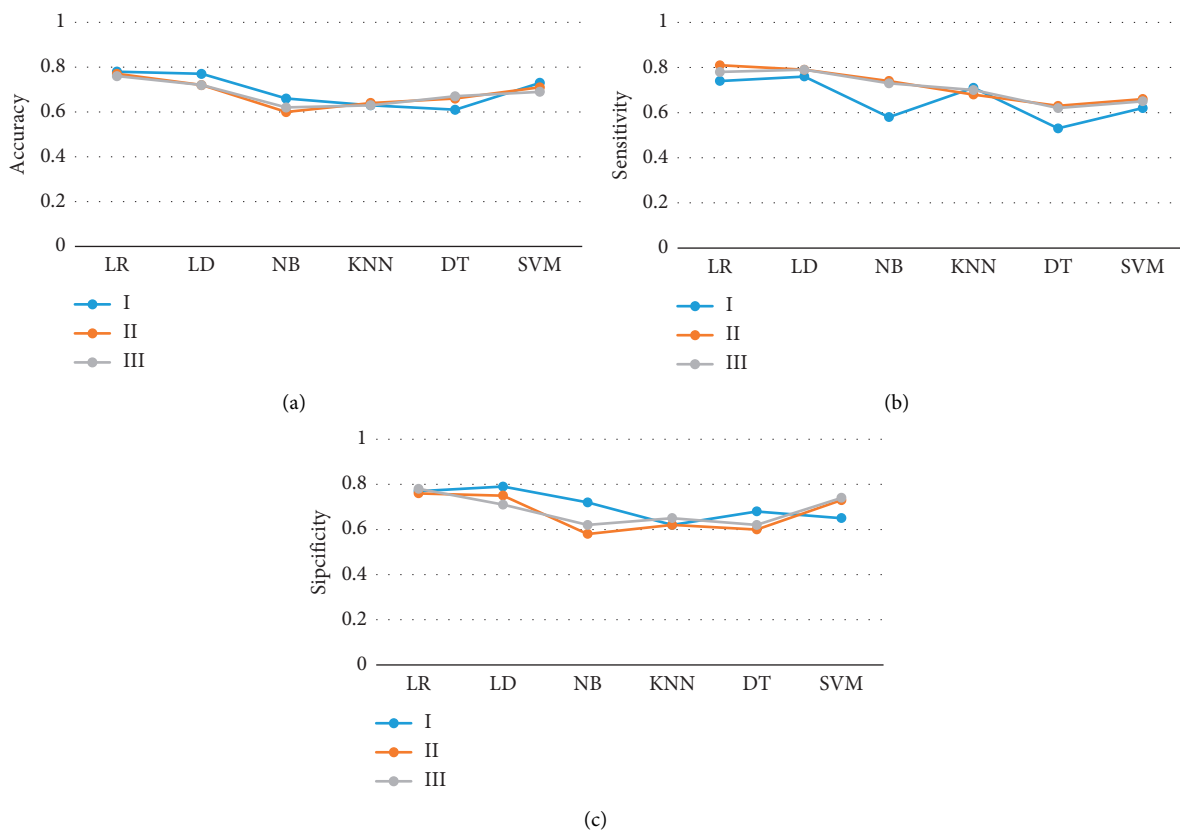 1
0.8
0.6
0.4
0.2
0
Accuracy
LR LD NB KNN DT SVM
I
II
III
(a)
1
0.8
0.6
0.4
0.2
0
Sensitivity
LR LD NB KNN DT SVM
I
II
III
(b)
1
0.8
0.6
0.4
0.2
0
Sipcificity
LR LD NB KNN DT SVM
I
II
III
(c)